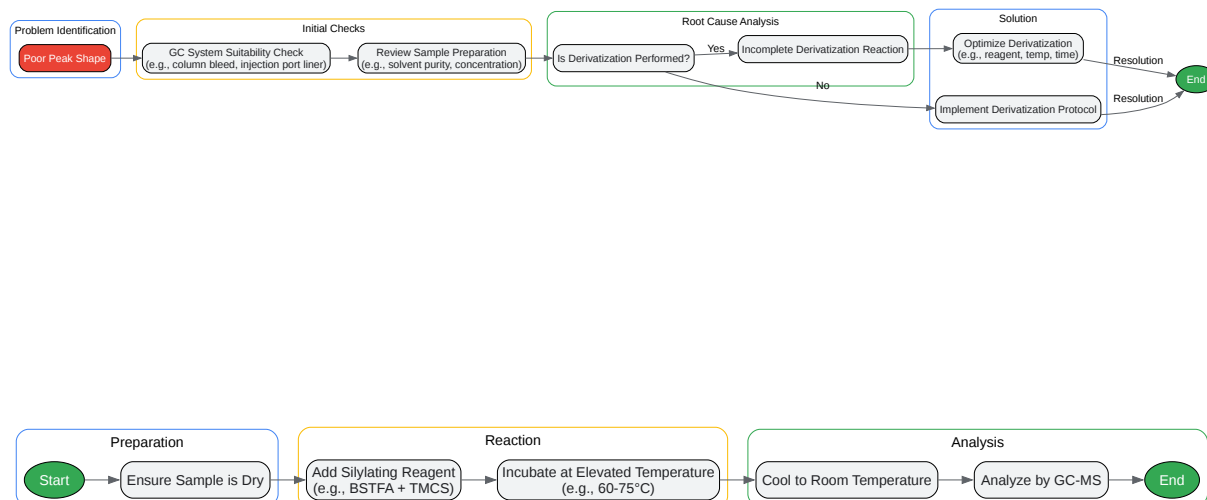 Problem Identification
Poor Peak Shape
Initial Checks
GC System Suitability Check
(e.g., column bleed, injection port liner)
Review Sample Preparation
(e.g., solvent purity, concentration)
Root Cause Analysis
Is Derivatization Performed?
Yes
Incomplete Derivatization Reaction
No
Solution
Optimize Derivatization
(e.g., reagent, temp, time)
Implement Derivatization Protocol
Resolution
Resolution
End
Preparation
Start
Ensure Sample is Dry
Reaction
Add Silylating Reagent
(e.g., BSTFA + TMCS)
Incubate at Elevated Temperature
(e.g., 60-75°C)
Analysis
Cool to Room Temperature
Analyze by GC-MS
End